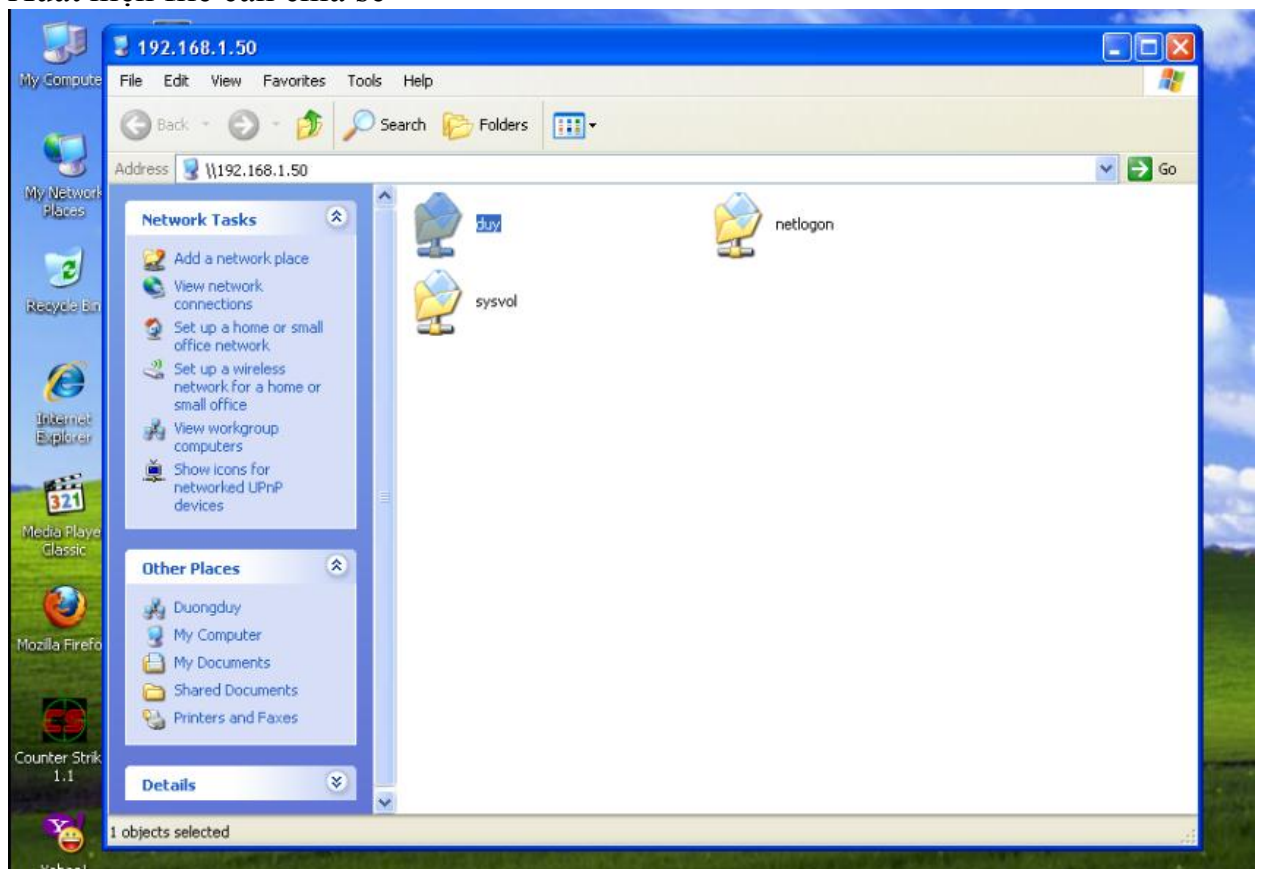 192.168.1.50
File Edit View Favorites Tools Help
Back Search Folders
Address \\192.168.1.50 Go
My Compute
My Network
Places
Recycle Bin
Internet
Explorer
321
Media Playe
Classic
Mozilla Firefo
CS
Counter Strik
1.1
Network Tasks
Add a network place
View network
connections
Set up a home or small
office network
Set up a wireless
network for a home or
small office
View workgroup
computers
Show icons for
networked UPnP
devices
Other Places
Duongduy
My Computer
My Documents
Shared Documents
Printers and Faxes
Details
duy
netlogon
sysvol
1 objects selected